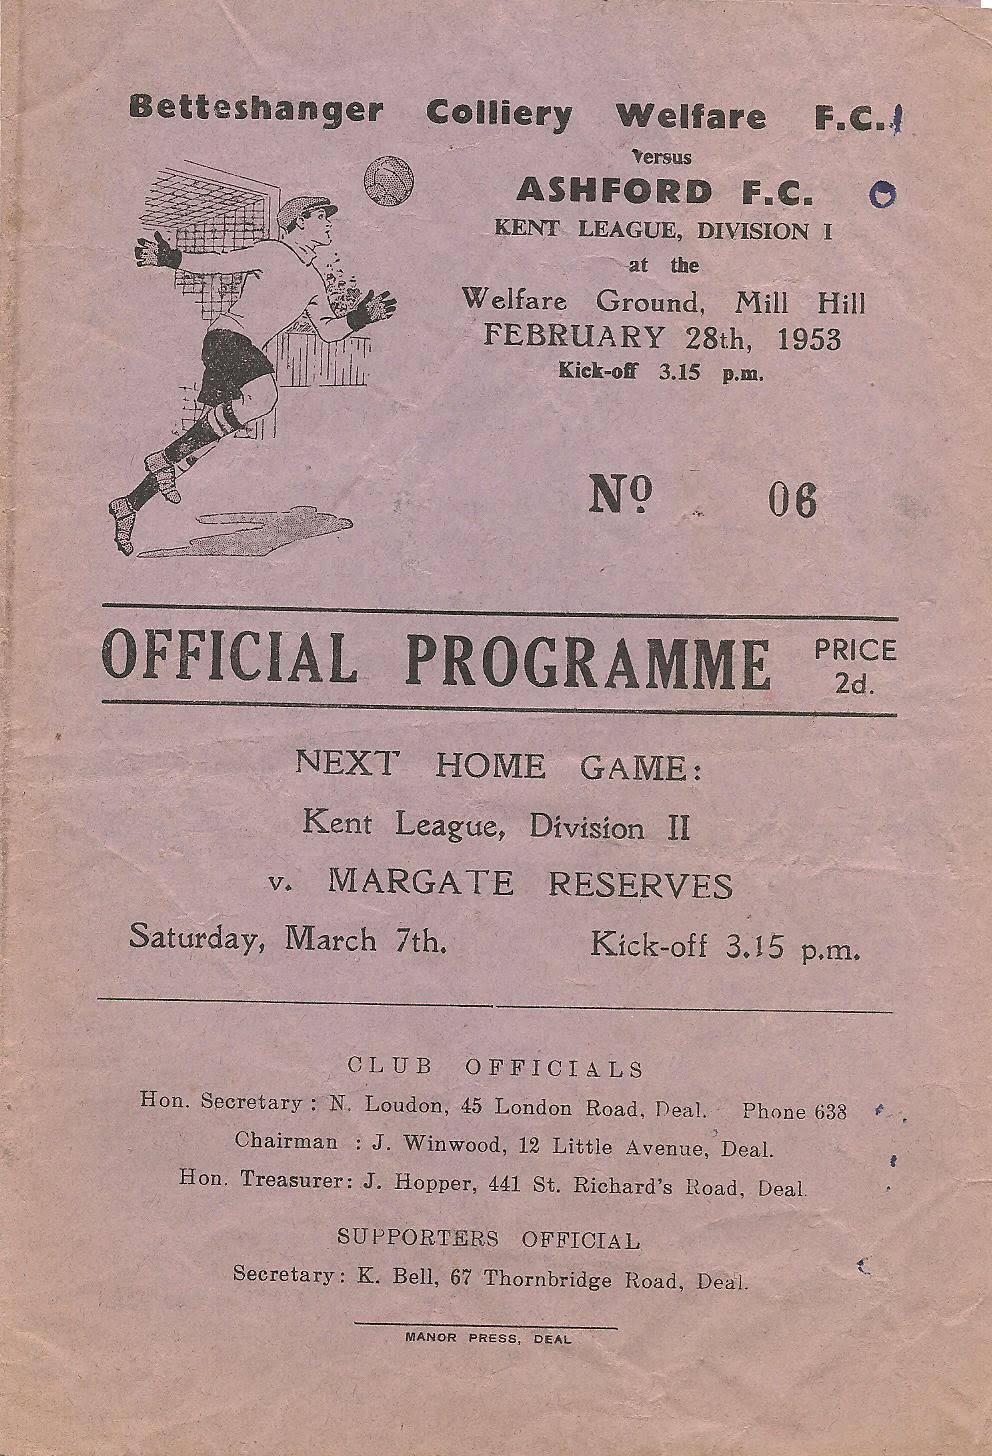 Betteshanger Colliery Welfare F.C. 1
Versus
ASHFORD F.C. 0
KENT LEAGUE, DIVISION I
at the
Welfare Ground, Mill Hill
FEBRUARY 28th, 1953
Kick-off 3.15 p.m.
Nº 06
OFFICIAL PROGRAMME PRICE 2d.
NEXT HOME GAME:
Kent League, Division II
v. MARGATE RESERVES
Saturday, March 7th. Kick-off 3.15 p.m.
CLUB OFFICIALS
Hon. Secretary : N. Loudon, 45 London Road, Deal. Phone 638
Chairman : J. Winwood, 12 Little Avenue, Deal.
Hon. Treasurer: J. Hopper, 441 St. Richard's Road, Deal.
SUPPORTERS OFFICIAL
Secretary: K. Bell, 67 Thornbridge Road, Deal.
MANOR PRESS, DEAL